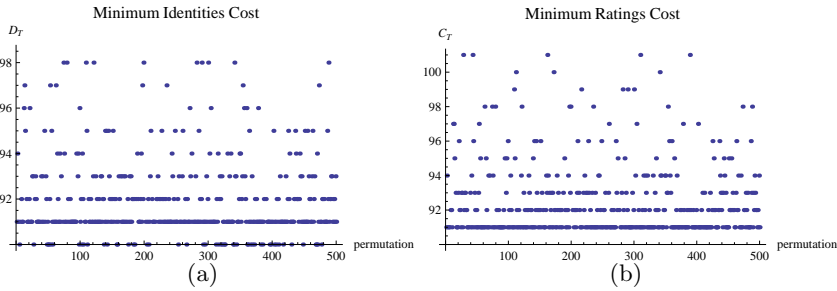 Minimum Identities Cost
D_T
98
96
94
92
100 200 300 400 500
permutation
(a)
Minimum Ratings Cost
C_T
100
98
96
94
92
100 200 300 400 500
permutation
(b)